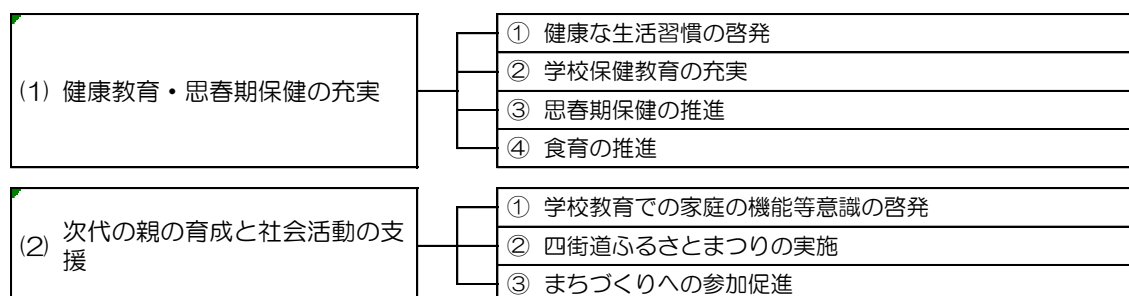 (1) 健康教育・思春期保健の充実
① 健康な生活習慣の啓発
② 学校保健教育の充実
③ 思春期保健の推進
④ 食育の推進
(2) 次代の親の育成と社会活動の支
援
① 学校教育での家庭の機能等意識の啓発
② 四街道ふるさとまつりの実施
③ まちづくりへの参加促進